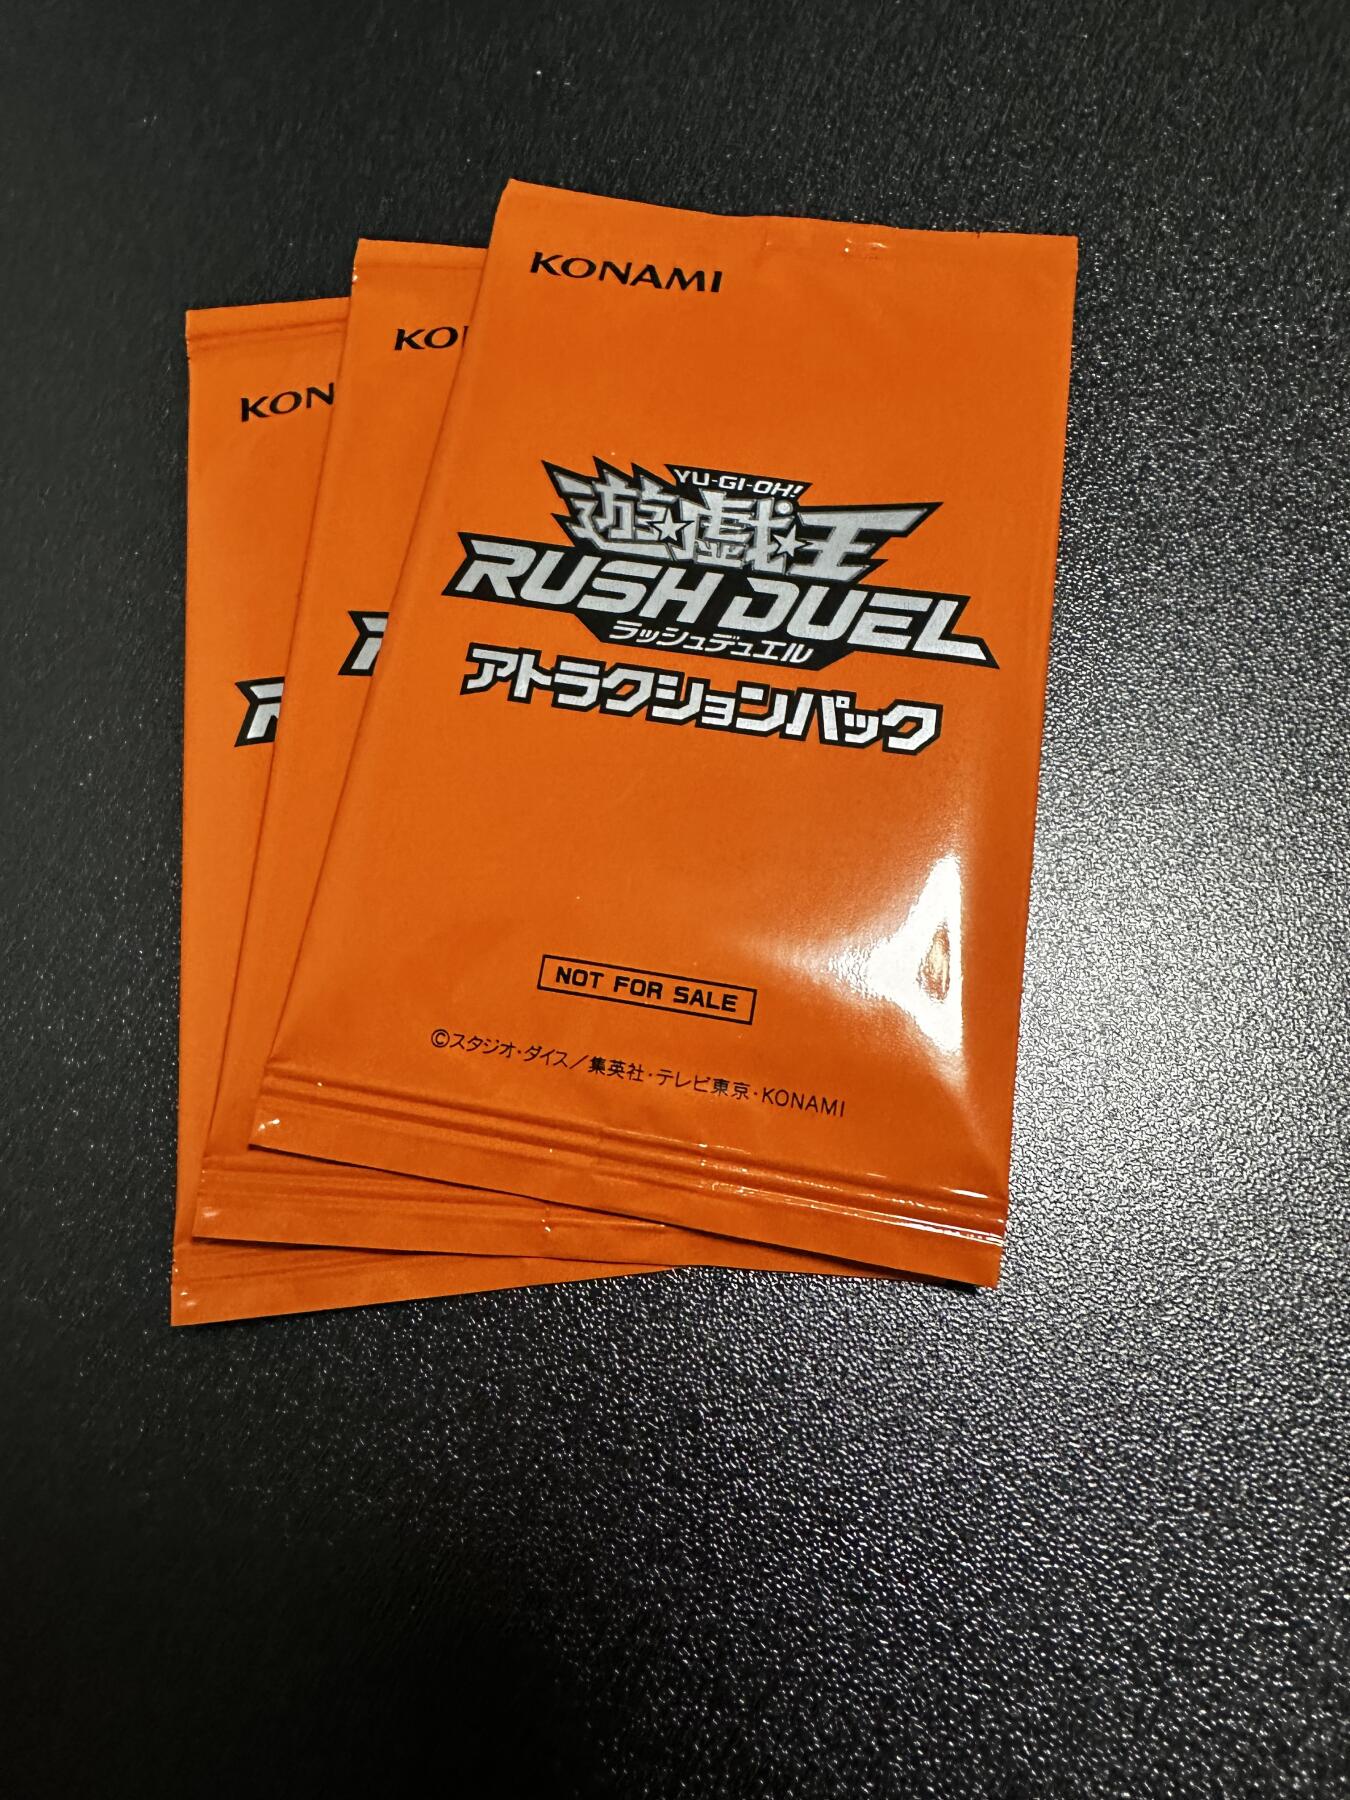 KONAMI
YU-GI-OH!
遊☆戯☆王
RUSH DUEL
ラッシュデュエル
アトラクションパック
NOT FOR SALE
©スタジオ・ダイス／集英社・テレビ東京・KONAMI
KO
KON
R
R